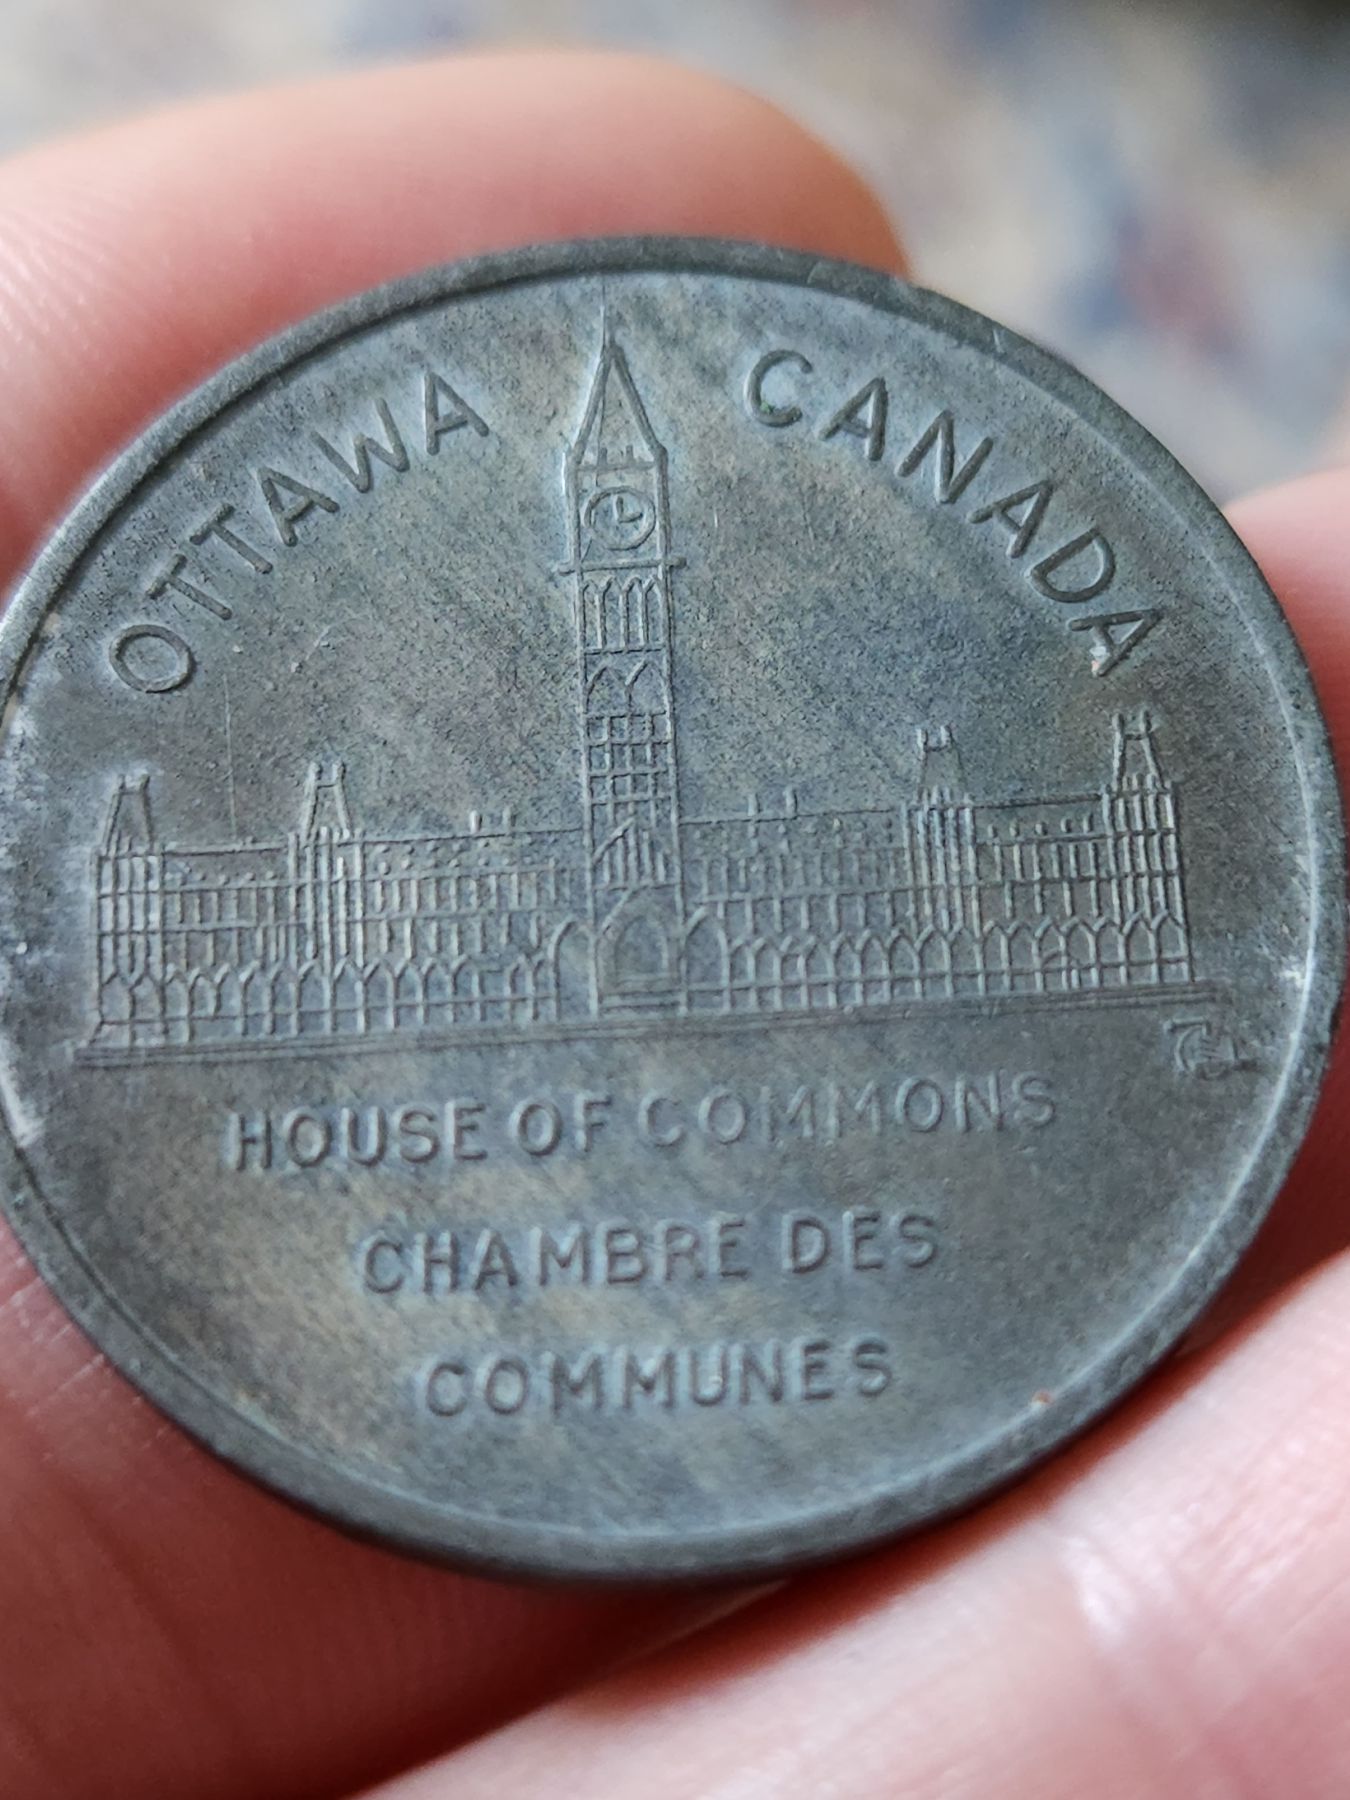 OTTAWA CANADA
HOUSE OF COMMONS
CHAMBRE DES
COMMUNES